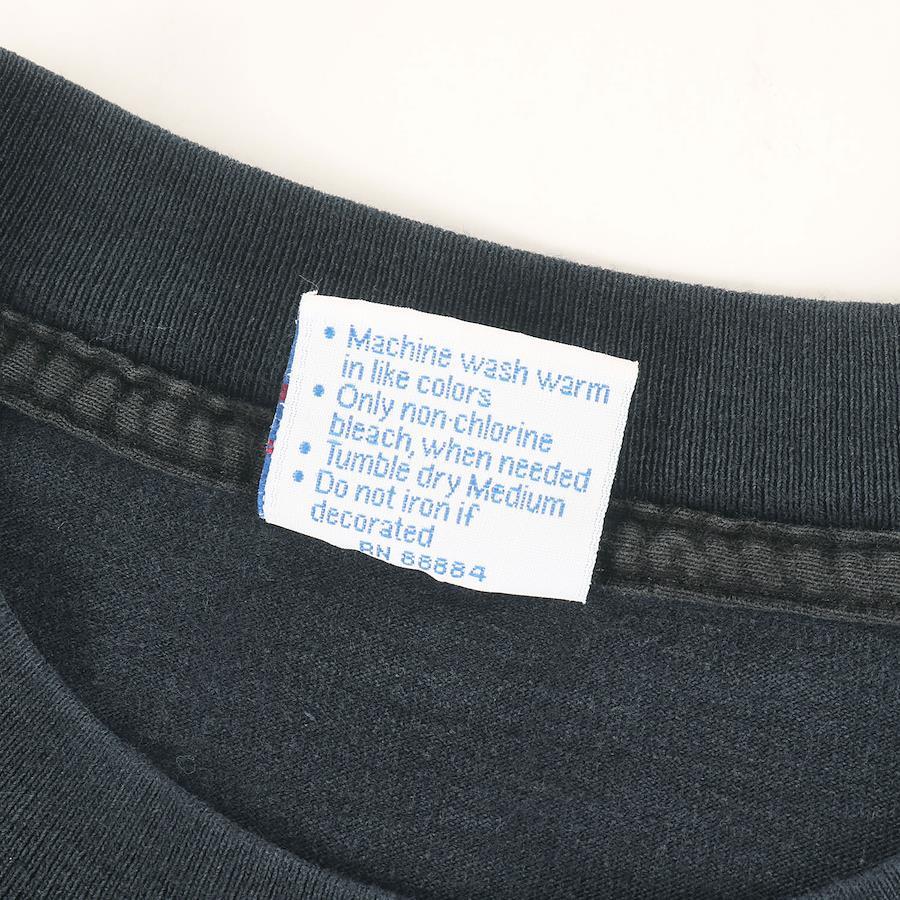 • Machine wash warm
in like colors
• Only non-chlorine
bleach, when needed
• Tumble dry Medium
• Do not iron if
decorated
RN 88884